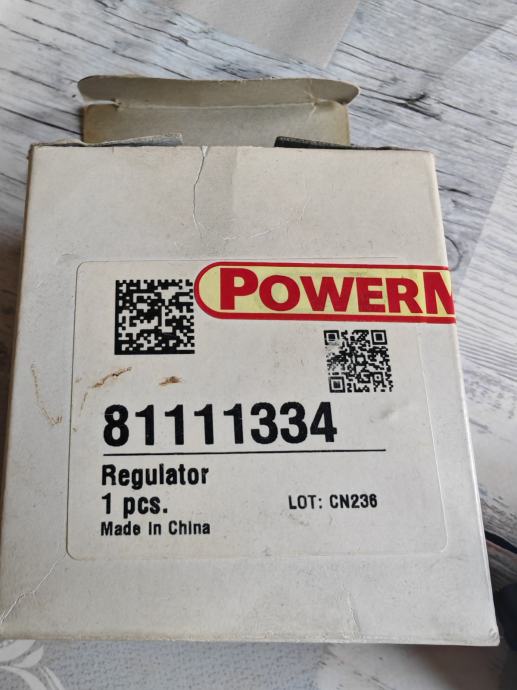 POWERM
81111334
Regulator
1 pcs.
LOT: CN236
Made in China